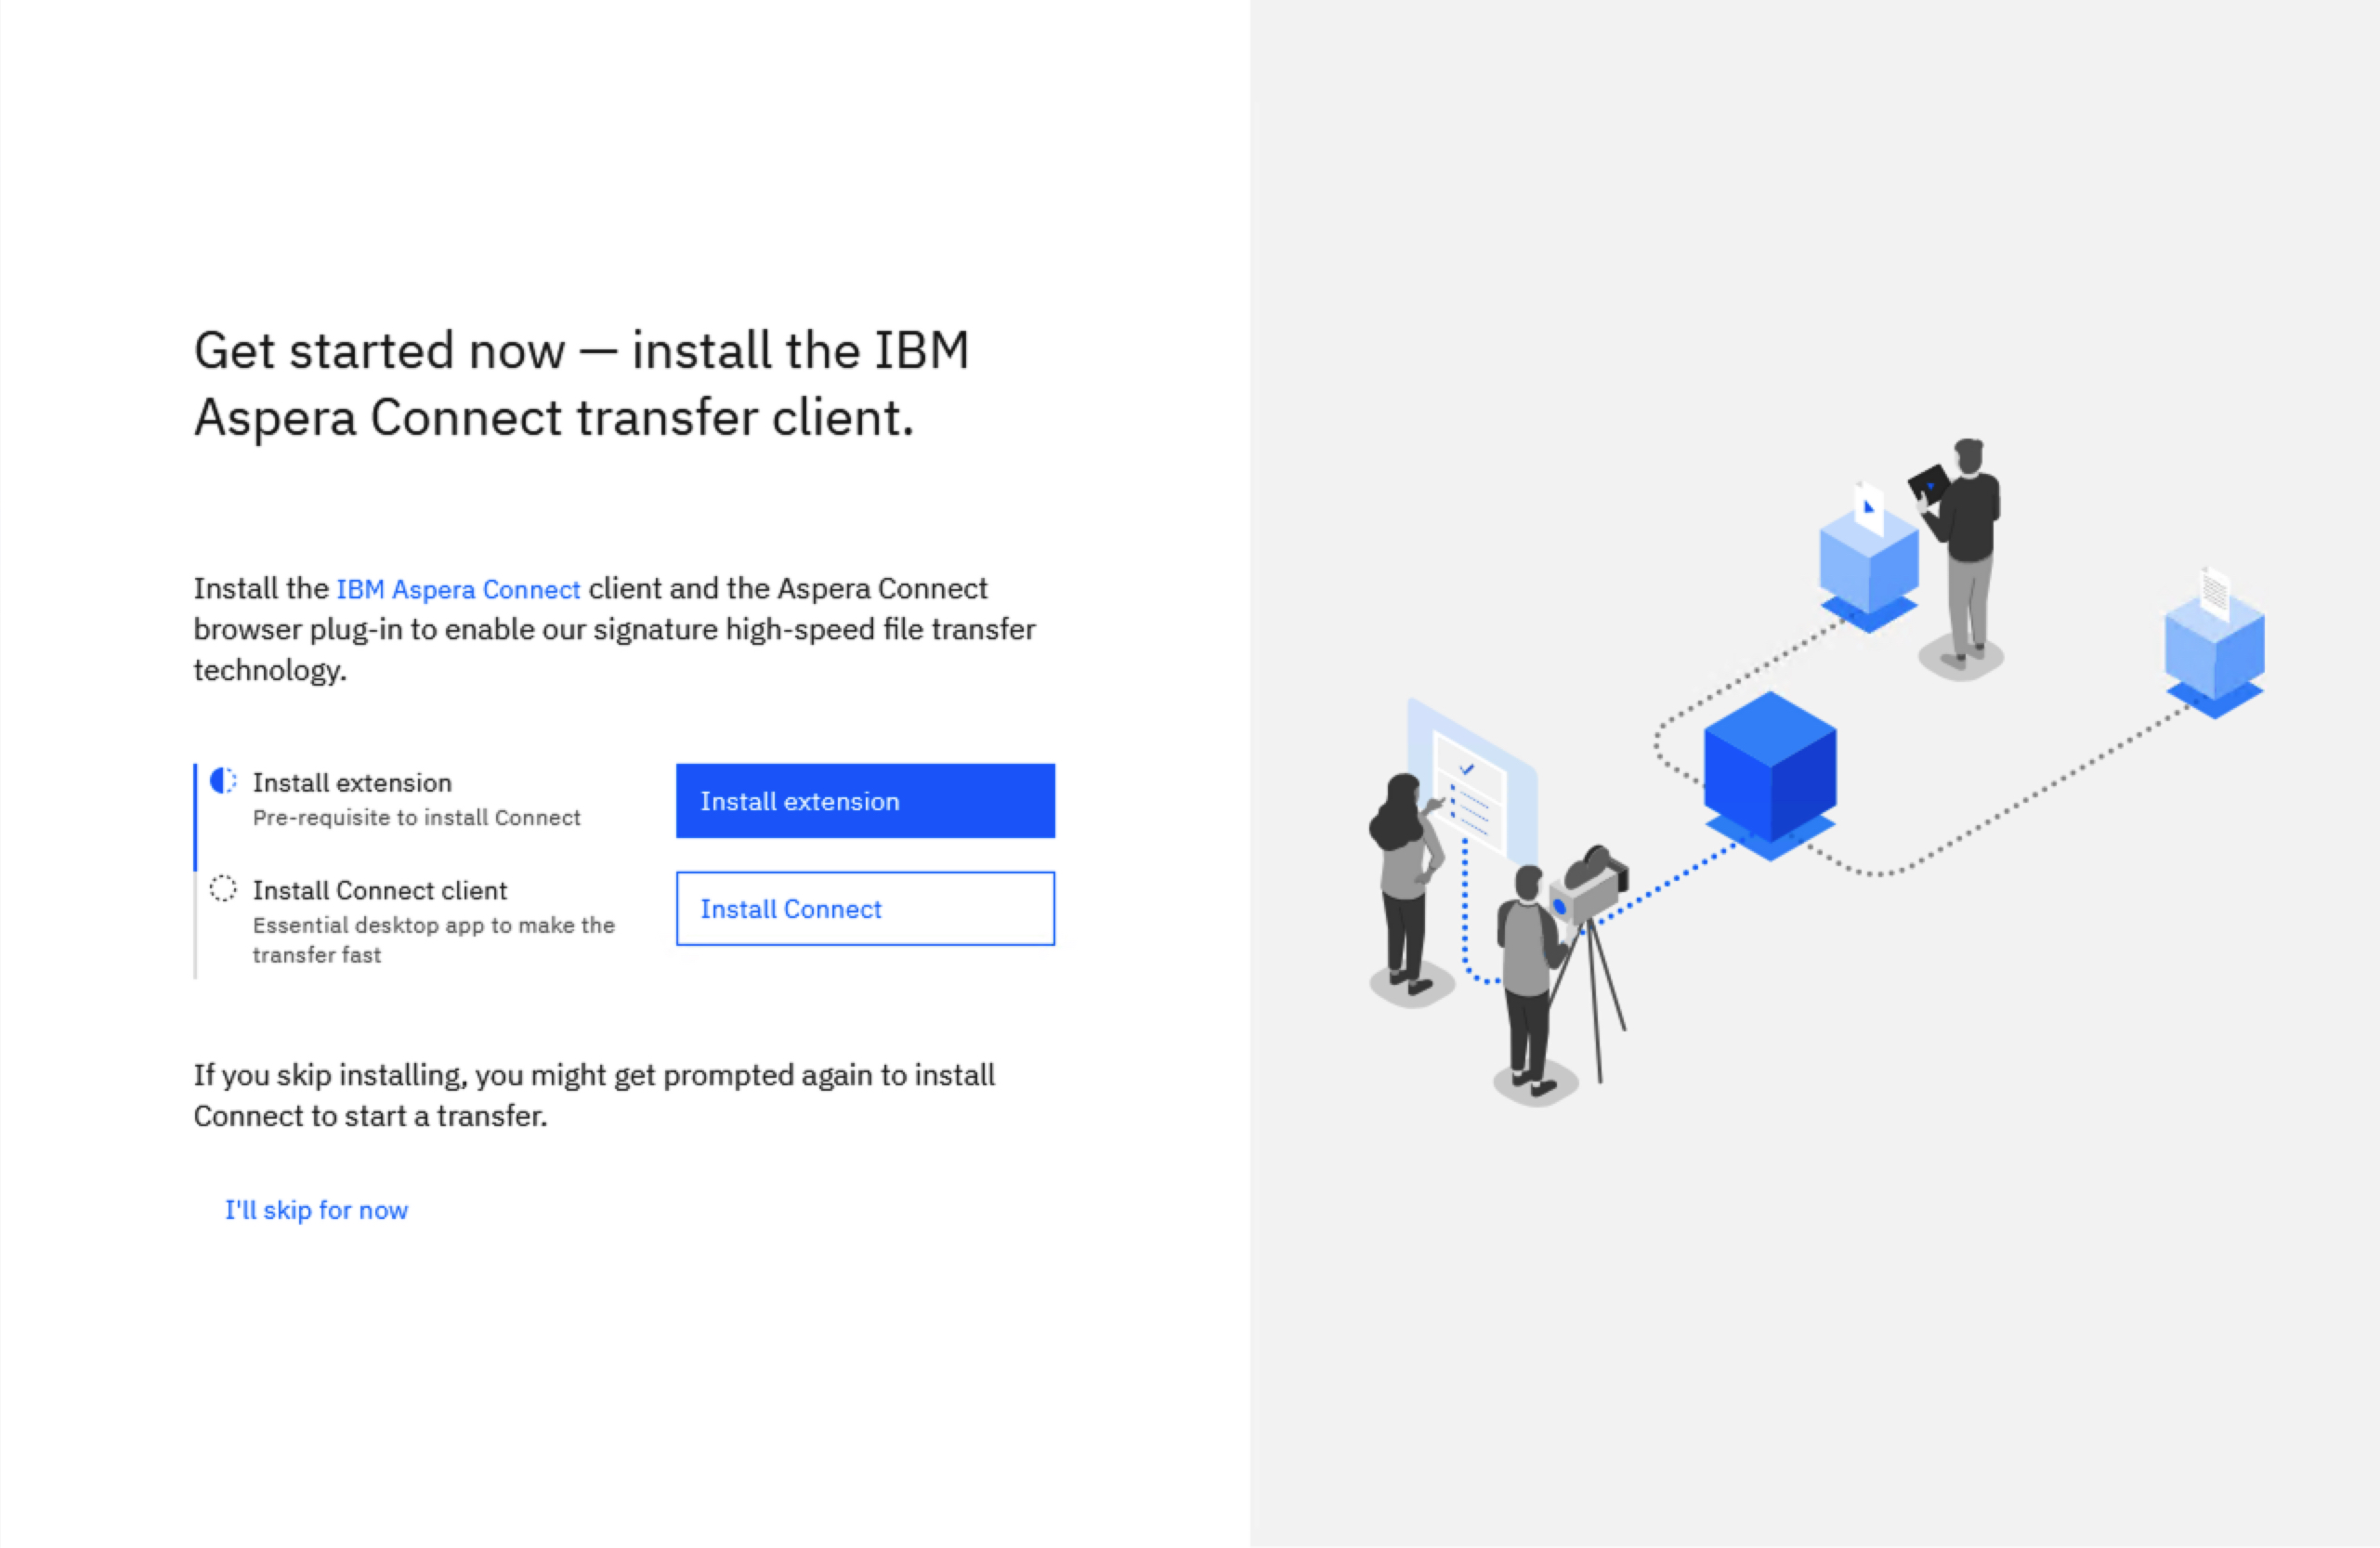 Get started now — install the IBM
Aspera Connect transfer client.
Install the IBM Aspera Connect client and the Aspera Connect
browser plug-in to enable our signature high-speed file transfer
technology.
Install extension
Pre-requisite to install Connect
Install extension
Install Connect client
Essential desktop app to make the
transfer fast
Install Connect
If you skip installing, you might get prompted again to install
Connect to start a transfer.
I'll skip for now